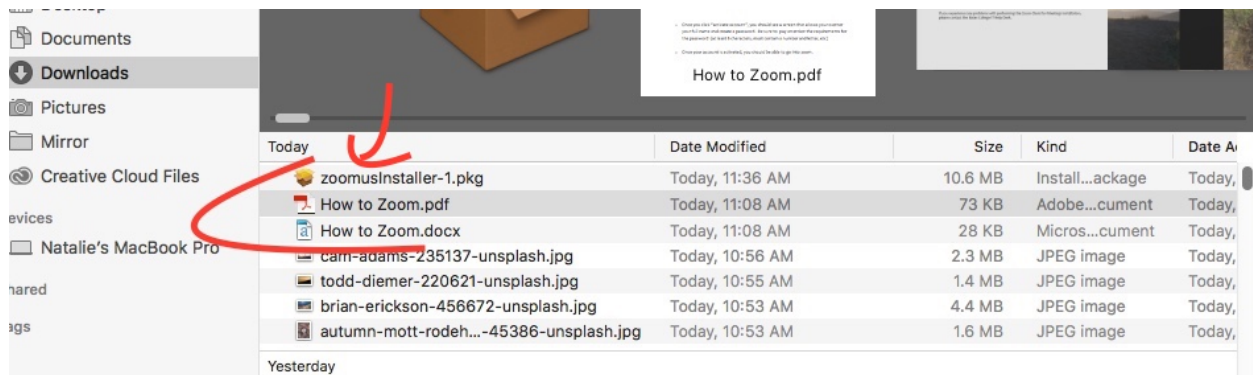 Desktop
Documents
Downloads
Pictures
Mirror
Creative Cloud Files
evices
Natalie's MacBook Pro
hared
ags
How to Zoom.pdf
Today Date Modified Size Kind Date A
zoomusInstaller-1.pkg Today, 11:36 AM 10.6 MB Install...ackage Today,
How to Zoom.pdf Today, 11:08 AM 73 KB Adobe...cument Today,
How to Zoom.docx Today, 11:08 AM 28 KB Micros...cument Today,
cam-adams-235137-unsplash.jpg Today, 10:56 AM 2.3 MB JPEG image Today,
todd-diemer-220621-unsplash.jpg Today, 10:55 AM 1.4 MB JPEG image Today,
brian-erickson-456672-unsplash.jpg Today, 10:53 AM 4.4 MB JPEG image Today,
autumn-mott-rodeh...-45386-unsplash.jpg Today, 10:53 AM 1.6 MB JPEG image Today,
Yesterday